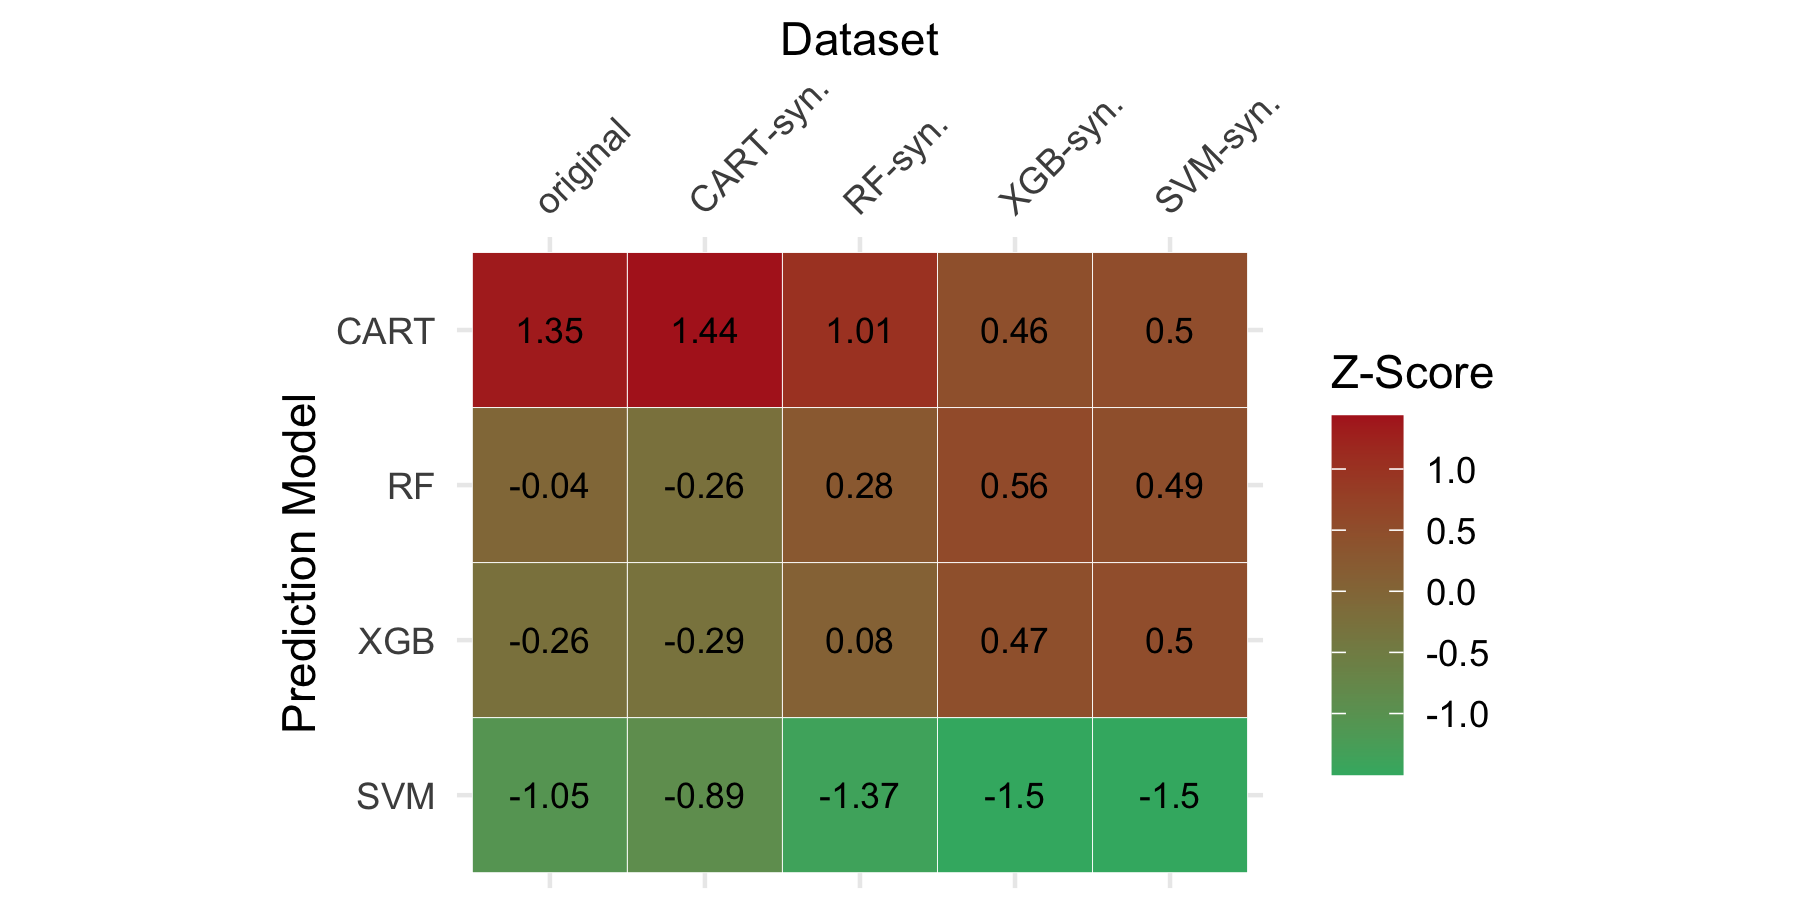 Dataset
original CART-syn. RF-syn. XGB-syn. SVM-syn.
Prediction Model
CART 1.35 1.44 1.01 0.46 0.5
RF -0.04 -0.26 0.28 0.56 0.49
XGB -0.26 -0.29 0.08 0.47 0.5
SVM -1.05 -0.89 -1.37 -1.5 -1.5
Z-Score
1.0
0.5
0.0
-0.5
-1.0